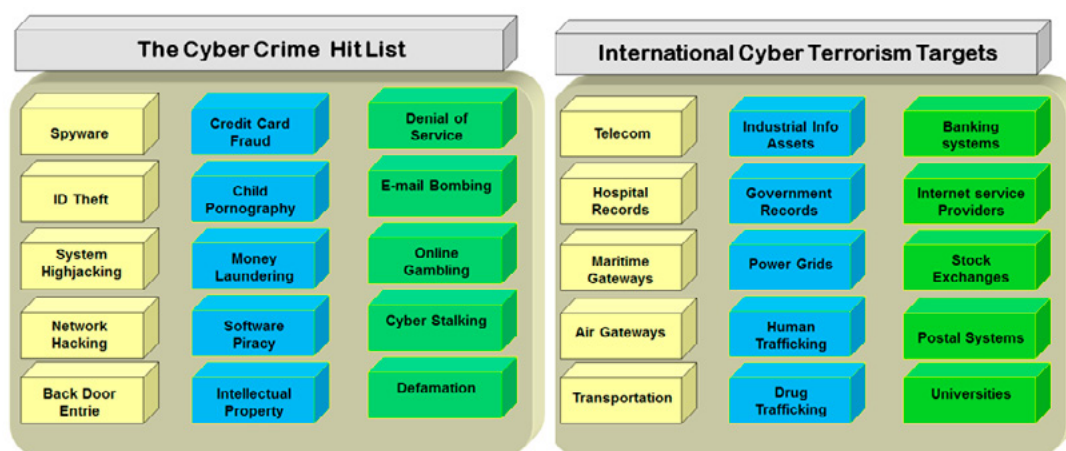 The Cyber Crime Hit List
Spyware
Credit Card
Fraud
Denial of
Service
ID Theft
Child
Pornography
E-mail Bombing
System
Highjacking
Money
Laundering
Online
Gambling
Network
Hacking
Software
Piracy
Cyber Stalking
Back Door
Entrie
Intellectual
Property
Defamation
International Cyber Terrorism Targets
Telecom
Industrial Info
Assets
Banking
systems
Hospital
Records
Government
Records
Internet service
Providers
Maritime
Gateways
Power Grids
Stock
Exchanges
Air Gateways
Human
Trafficking
Postal Systems
Transportation
Drug
Trafficking
Universities